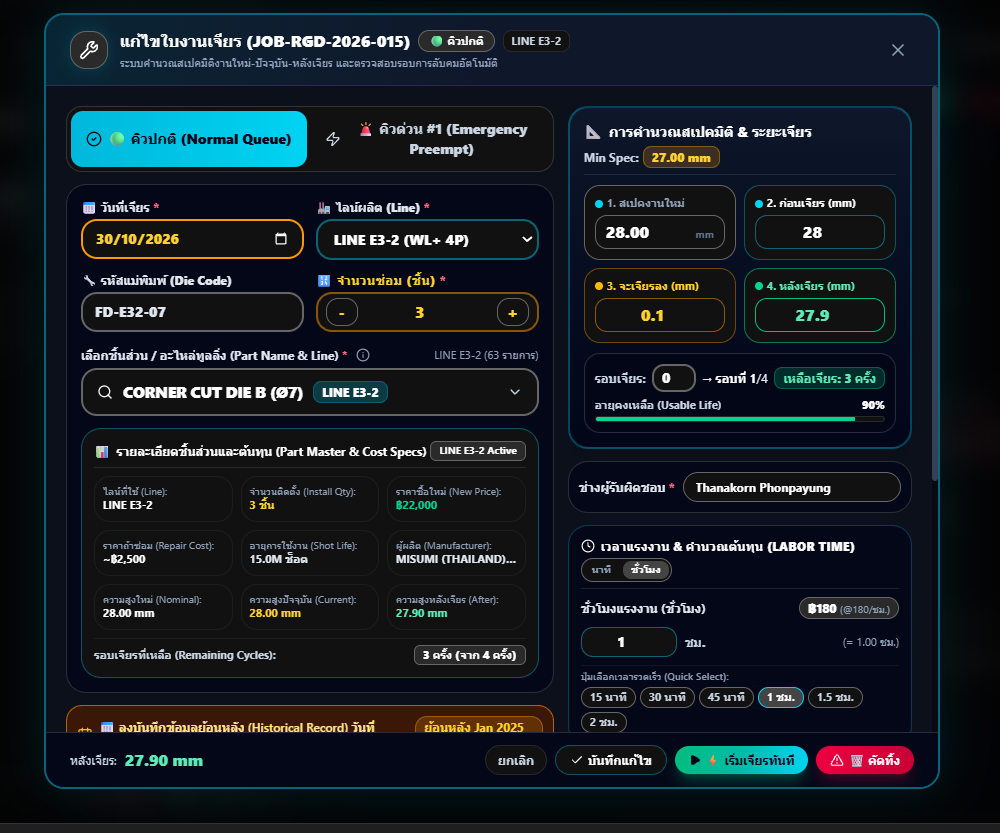 แก้ไขใบงานเจียร (JOB-RGD-2026-015) คิวปกติ LINE E3-2
ระบบคำนวณสเปคมิติงานใหม่-ปัจจุบัน-หลังเจียร และตรวจสอบรอบการลับคมอัตโนมัติ
คิวปกติ (Normal Queue)
คิวด่วน #1 (Emergency
Preempt)
วันที่เจียร *
30/10/2026
ไลน์ผลิต (Line) *
LINE E3-2 (WL+ 4P)
รหัสแม่พิมพ์ (Die Code)
FD-E32-07
จำนวนซ่อม (ชิ้น) *
- 3 +
เลือกชิ้นส่วน / อะไหล่ทูลลิ่ง (Part Name & Line) * LINE E3-2 (63 รายการ)
CORNER CUT DIE B (Ø7) LINE E3-2
รายละเอียดชิ้นส่วนและต้นทุน (Part Master & Cost Specs) LINE E3-2 Active
ไลน์ที่ใช้ (Line):
LINE E3-2
จำนวนติดตั้ง (Install Qty):
3 ชิ้น
ราคาซื้อใหม่ (New Price):
฿22,000
ราคาค่าซ่อม (Repair Cost):
~฿2,500
อายุการใช้งาน (Shot Life):
15.0M ช็อต
ผู้ผลิต (Manufacturer):
MISUMI (THAILAND)...
ความสูงใหม่ (Nominal):
28.00 mm
ความสูงปัจจุบัน (Current):
28.00 mm
ความสูงหลังเจียร (After):
27.90 mm
รอบเจียรที่เหลือ (Remaining Cycles): 3 ครั้ง (จาก 4 ครั้ง)
ลงบันทึกข้อมูลย้อนหลัง (Historical Record) วันที่ ย้อนหลัง Jan 2025
การคำนวณสเปคมิติ & ระยะเจียร
Min Spec: 27.00 mm
1. สเปคงานใหม่
28.00 mm
2. ก่อนเจียร (mm)
28
3. จะเจียรลง (mm)
0.1
4. หลังเจียร (mm)
27.9
รอบเจียร: 0 → รอบที่ 1/4 เหลือเจียร: 3 ครั้ง
อายุคงเหลือ (Usable Life) 90%
ช่างผู้รับผิดชอบ * Thanakorn Phonpayung
เวลาแรงงาน & คำนวณต้นทุน (LABOR TIME)
นาที ชั่วโมง
ชั่วโมงแรงงาน (ชั่วโมง) ฿180 (@180/ชม.)
1 ชม. (= 1.00 ชม.)
ปุ่มเลือกเวลารวดเร็ว (Quick Select):
15 นาที 30 นาที 45 นาที 1 ชม. 1.5 ชม.
2 ชม.
หลังเจียร: 27.90 mm ยกเลิก บันทึกแก้ไข เริ่มเจียรทันที คัดทิ้ง